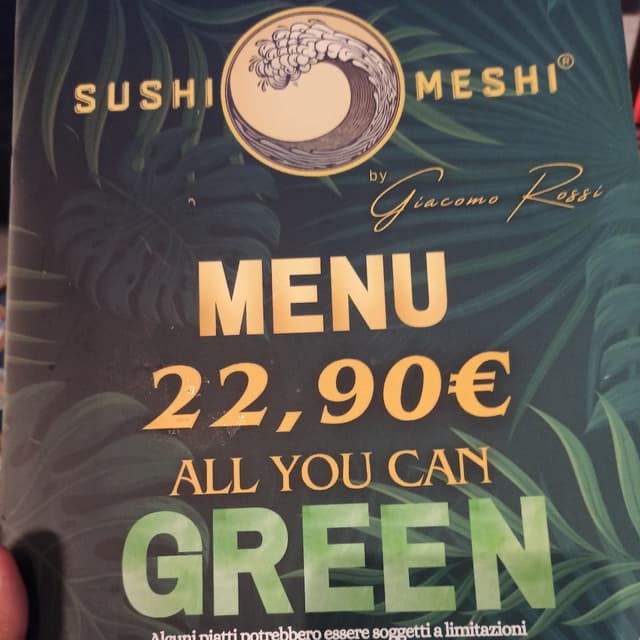 SUSHI MESHI®
by Giacomo Rossi
MENU
22,90€
ALL YOU CAN
GREEN
Alcuni piatti potrebbero essere soggetti a limitazioni